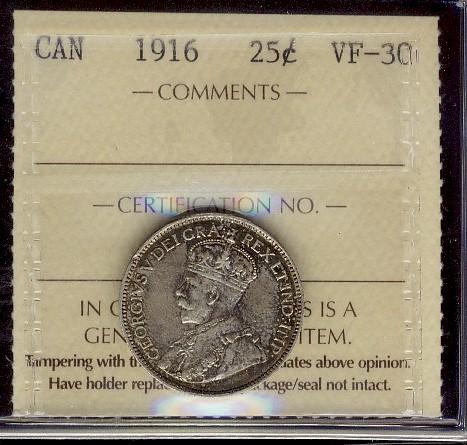 CAN 1916 25¢ VF-30
— COMMENTS —
— CERTIFICATION NO. —
GEORGIVS V DEI GRA: REX ET IND:IMP:
IN S IS A
GEN ITEM.
Tampering with ates above opinion.
Have holder repla kage/seal not intact.